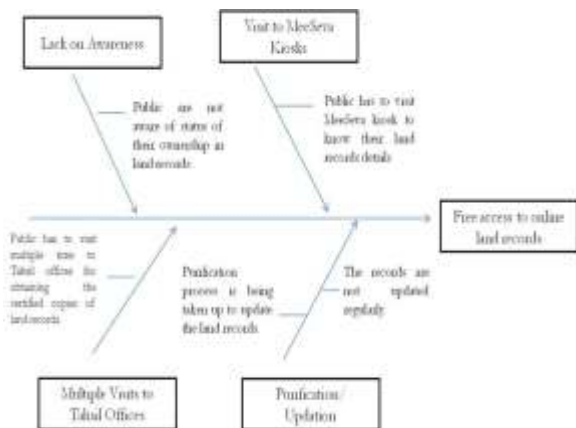 Lack on Awareness
Visit to MeeSeva
Kiosks
Public are not
aware of status of
their ownership in
land records.
Public has to visit
MeeSeva kiosk to
know their land
records details
Free access to online
land records
Public has to visit
multiple time to
Tahsil offices for
obtaining the
certified copies of
land records.
Purification
process is being
taken up to update
the land records
The records are
not updated
regularly.
Multiple Visits to
Tahsil Offices
Purification/
Updation